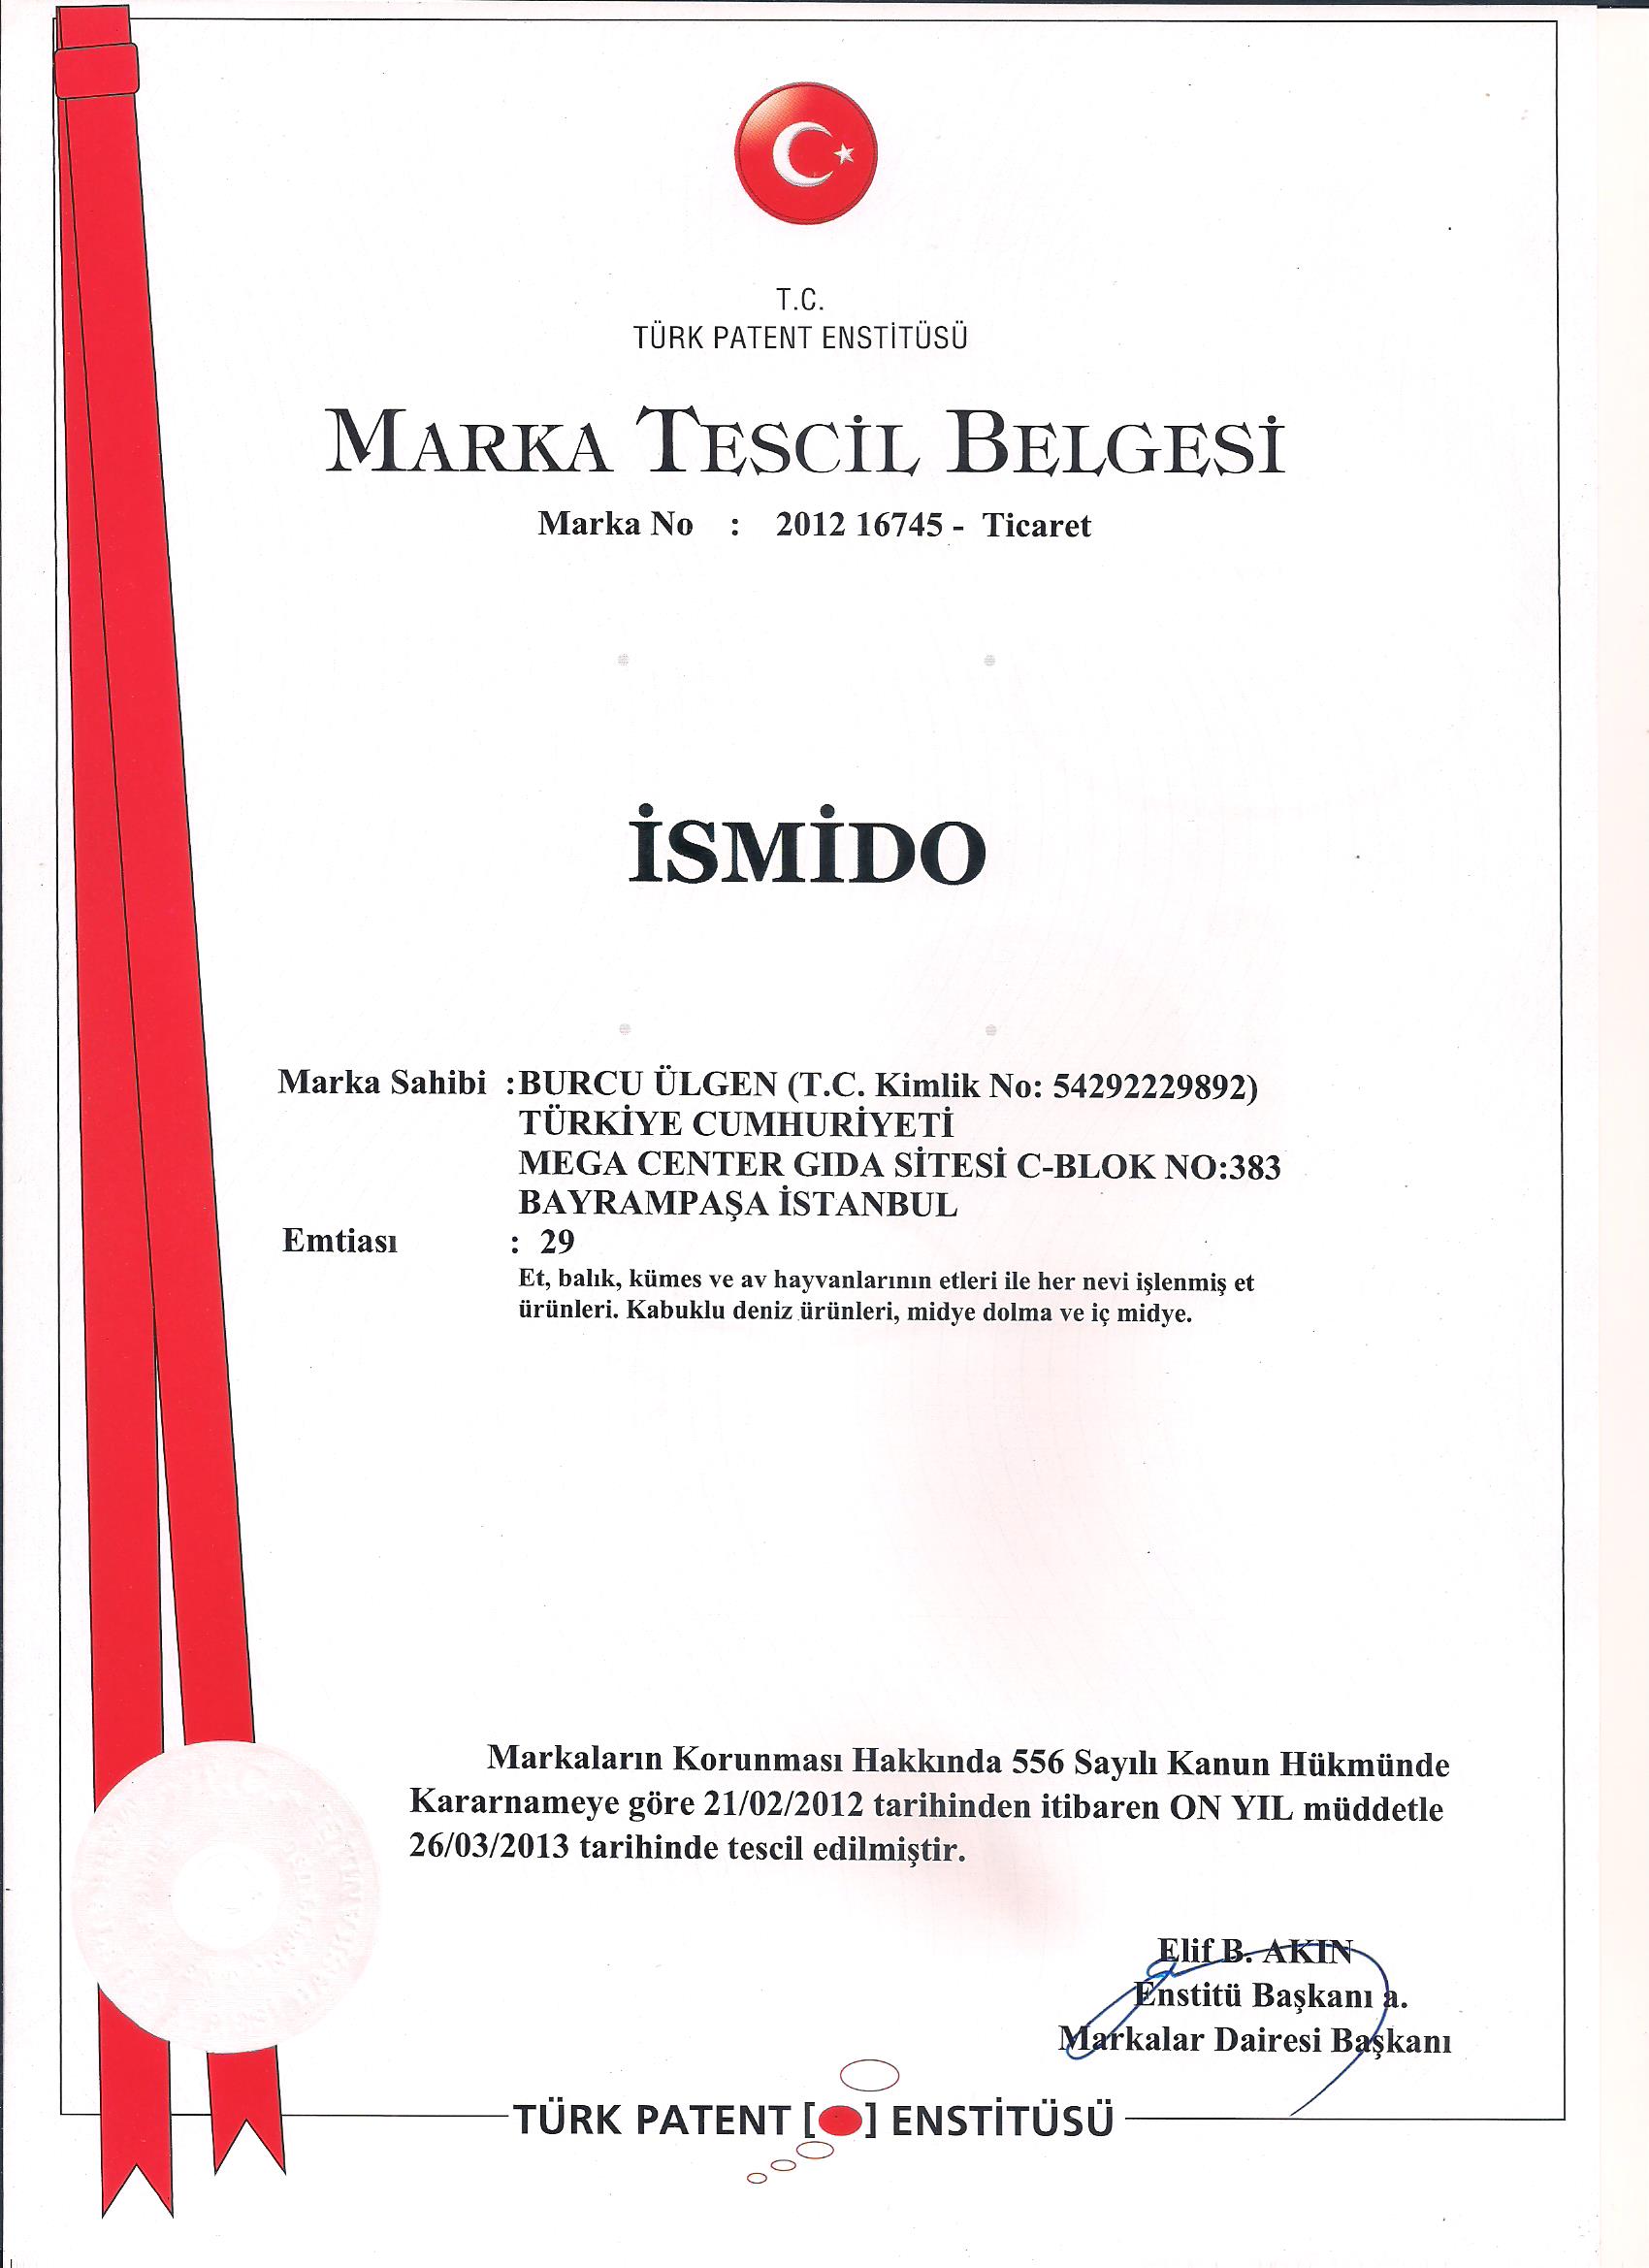 T.C.
TÜRK PATENT ENSTİTÜSÜ
MARKA TESCİL BELGESİ
Marka No : 2012 16745 - Ticaret
İSMİDO
Marka Sahibi :BURCU ÜLGEN (T.C. Kimlik No: 54292229892)
TÜRKİYE CUMHURİYETİ
MEGA CENTER GIDA SİTESİ C-BLOK NO:383
BAYRAMPAŞA İSTANBUL
Emtiası : 29
Et, balık, kümes ve av hayvanlarının etleri ile her nevi işlenmiş et
ürünleri. Kabuklu deniz ürünleri, midye dolma ve iç midye.
Markaların Korunması Hakkında 556 Sayılı Kanun Hükmünde
Kararnameye göre 21/02/2012 tarihinden itibaren ON YIL müddetle
26/03/2013 tarihinde tescil edilmiştir.
Elif B. AKIN
Enstitü Başkanı a.
Markalar Dairesi Başkanı
TÜRK PATENT [ ] ENSTİTÜSÜ